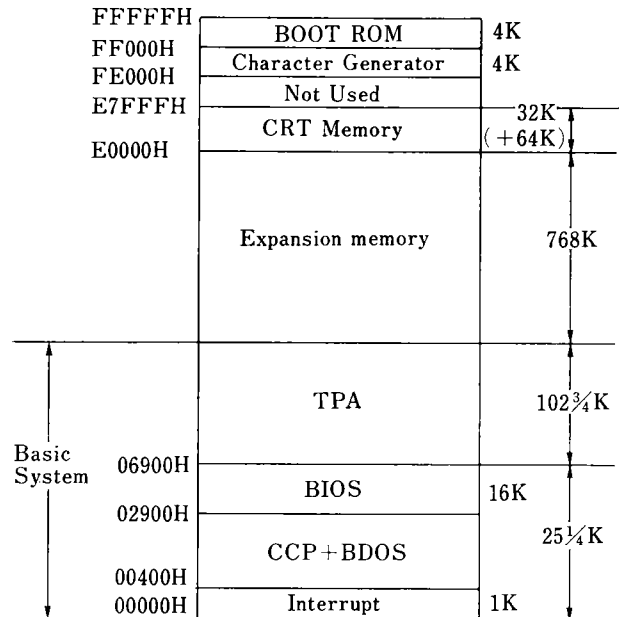 FFFFFH
BOOT ROM 4K
FF000H
Character Generator 4K
FE000H
Not Used
E7FFFH
32K
CRT Memory (+64K)
E0000H
Expansion memory 768K
TPA 102¾K
Basic
System
06900H
BIOS 16K
02900H
25¼K
CCP+BDOS
00400H
00000H Interrupt 1K